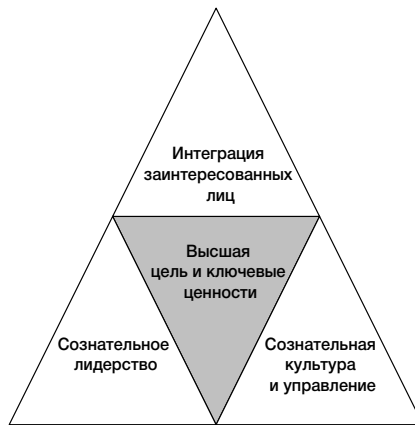 Интеграция
заинтересованных
лиц
Высшая
цель и ключевые
ценности
Сознательное
лидерство
Сознательная
культура
и управление